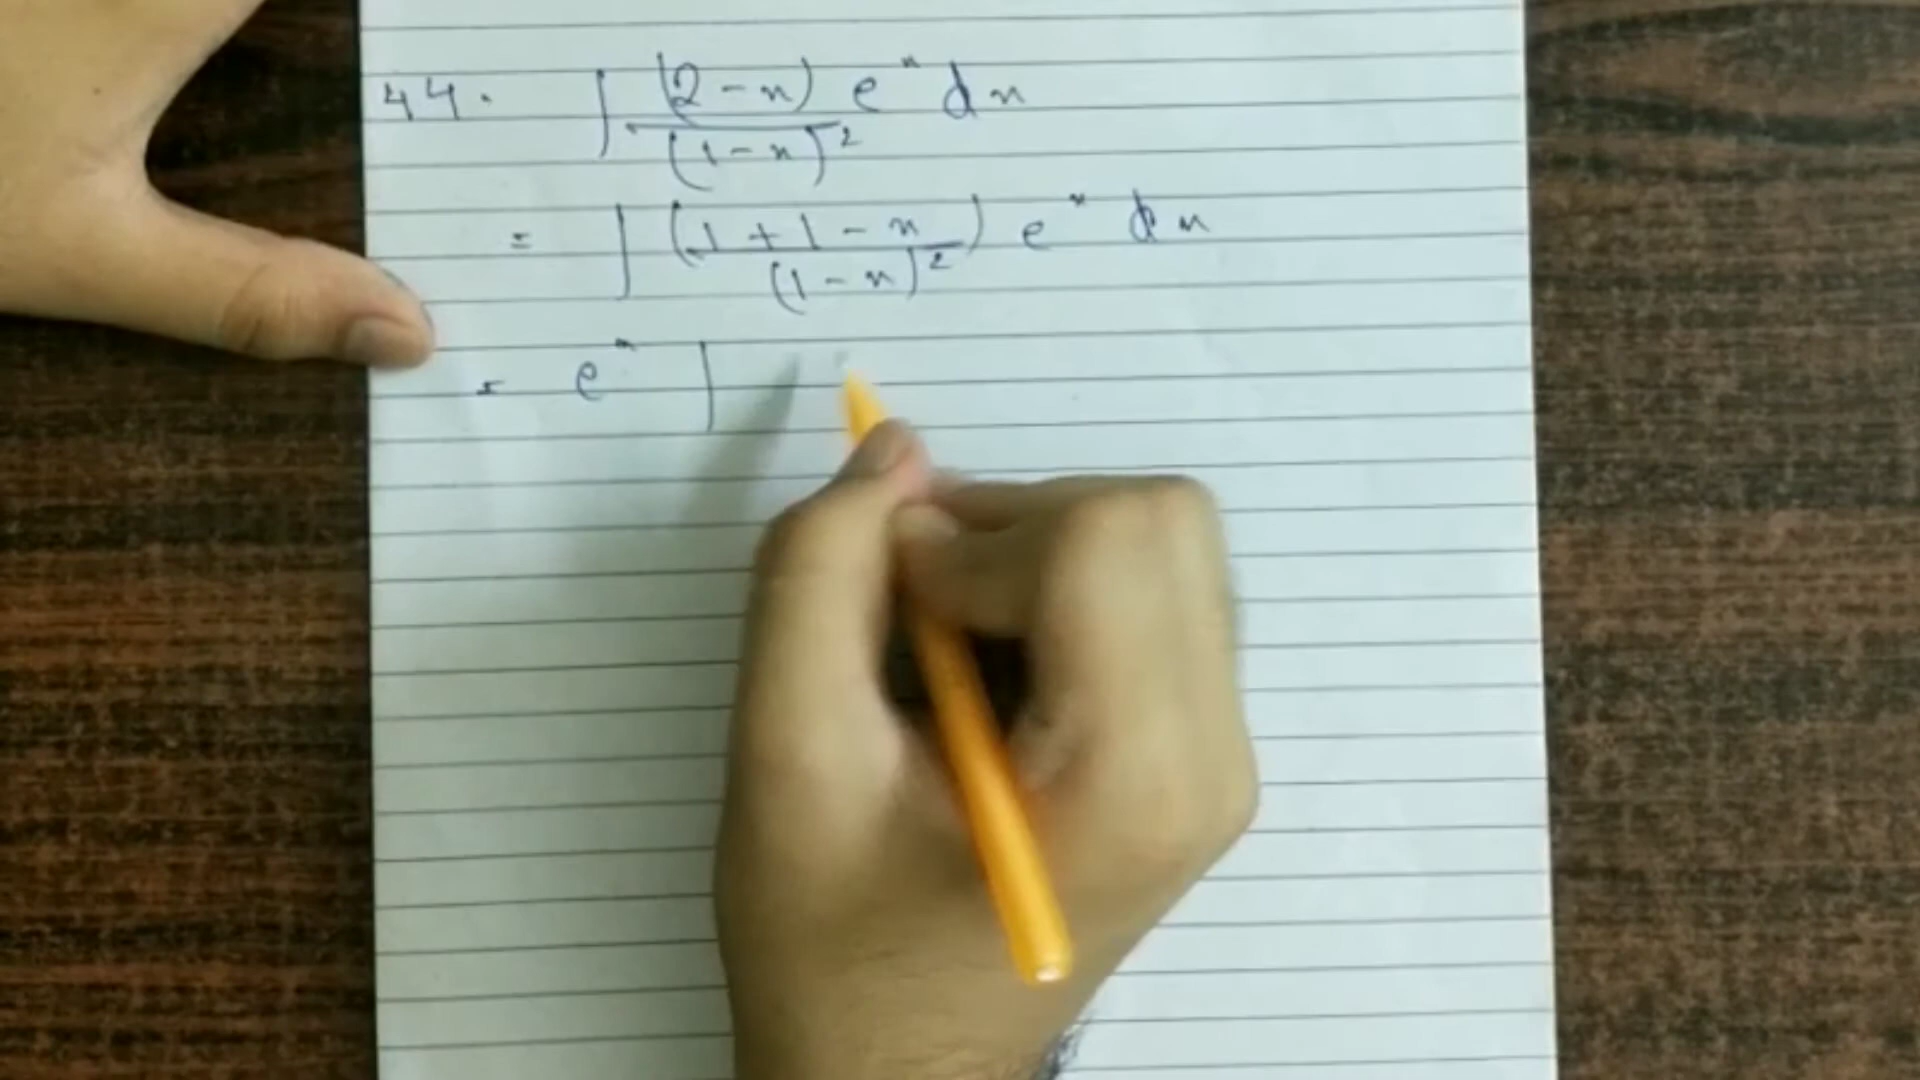 44. ∫ (2-x)/(1-x)² eˣ dx
= ∫ (1+1-x)/(1-x)² eˣ dx
= eˣ ∫